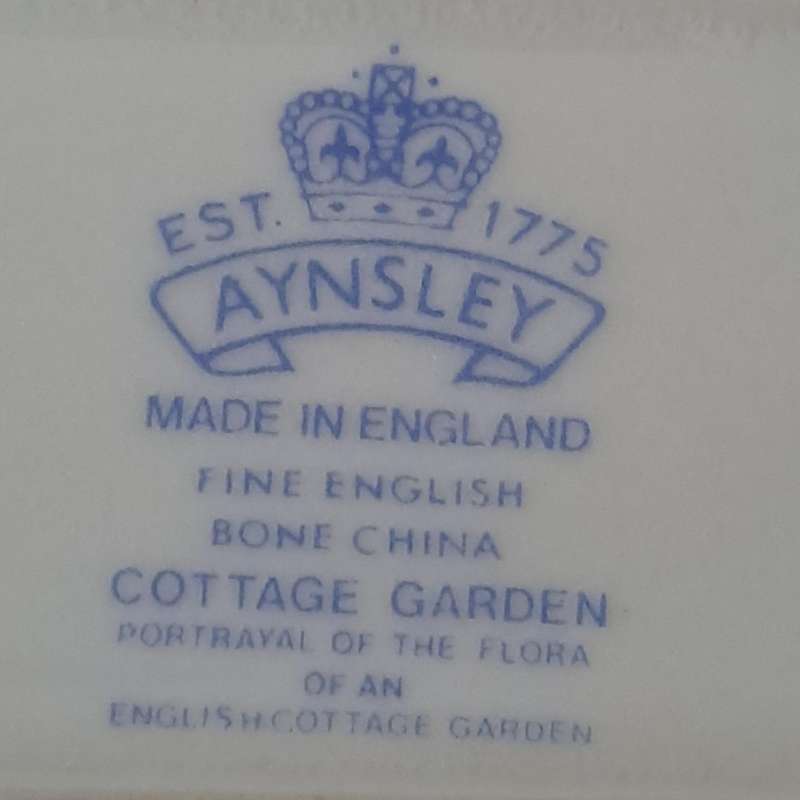 EST. 1775
AYNSLEY
MADE IN ENGLAND
FINE ENGLISH
BONE CHINA
COTTAGE GARDEN
PORTRAYAL OF THE FLORA
OF AN
ENGLISH COTTAGE GARDEN